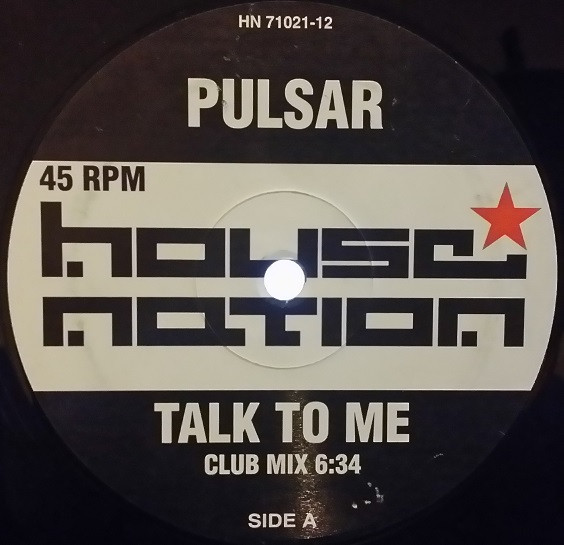 HN 71021-12
PULSAR
45 RPM
house
nation
TALK TO ME
CLUB MIX 6:34
SIDE A